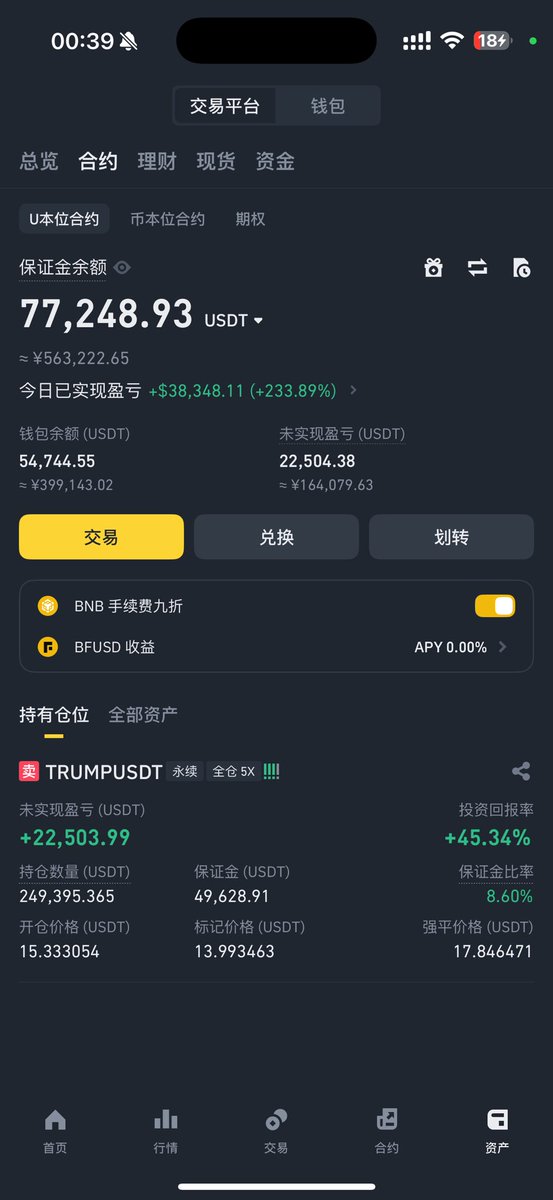 00:39 18
交易平台 钱包
总览 合约 理财 现货 资金
U本位合约 币本位合约 期权
保证金余额
77,248.93 USDT
≈ ¥563,222.65
今日已实现盈亏 +$38,348.11 (+233.89%)
钱包余额 (USDT) 未实现盈亏 (USDT)
54,744.55 22,504.38
≈ ¥399,143.02 ≈ ¥164,079.63
交易 兑换 划转
BNB 手续费九折
BFUSD 收益 APY 0.00%
持有仓位 全部资产
卖 TRUMPUSDT 永续 全仓 5X
未实现盈亏 (USDT) 投资回报率
+22,503.99 +45.34%
持仓数量 (USDT) 保证金 (USDT) 保证金比率
249,395.365 49,628.91 8.60%
开仓价格 (USDT) 标记价格 (USDT) 强平价格 (USDT)
15.333054 13.993463 17.846471
首页 行情 交易 合约 资产